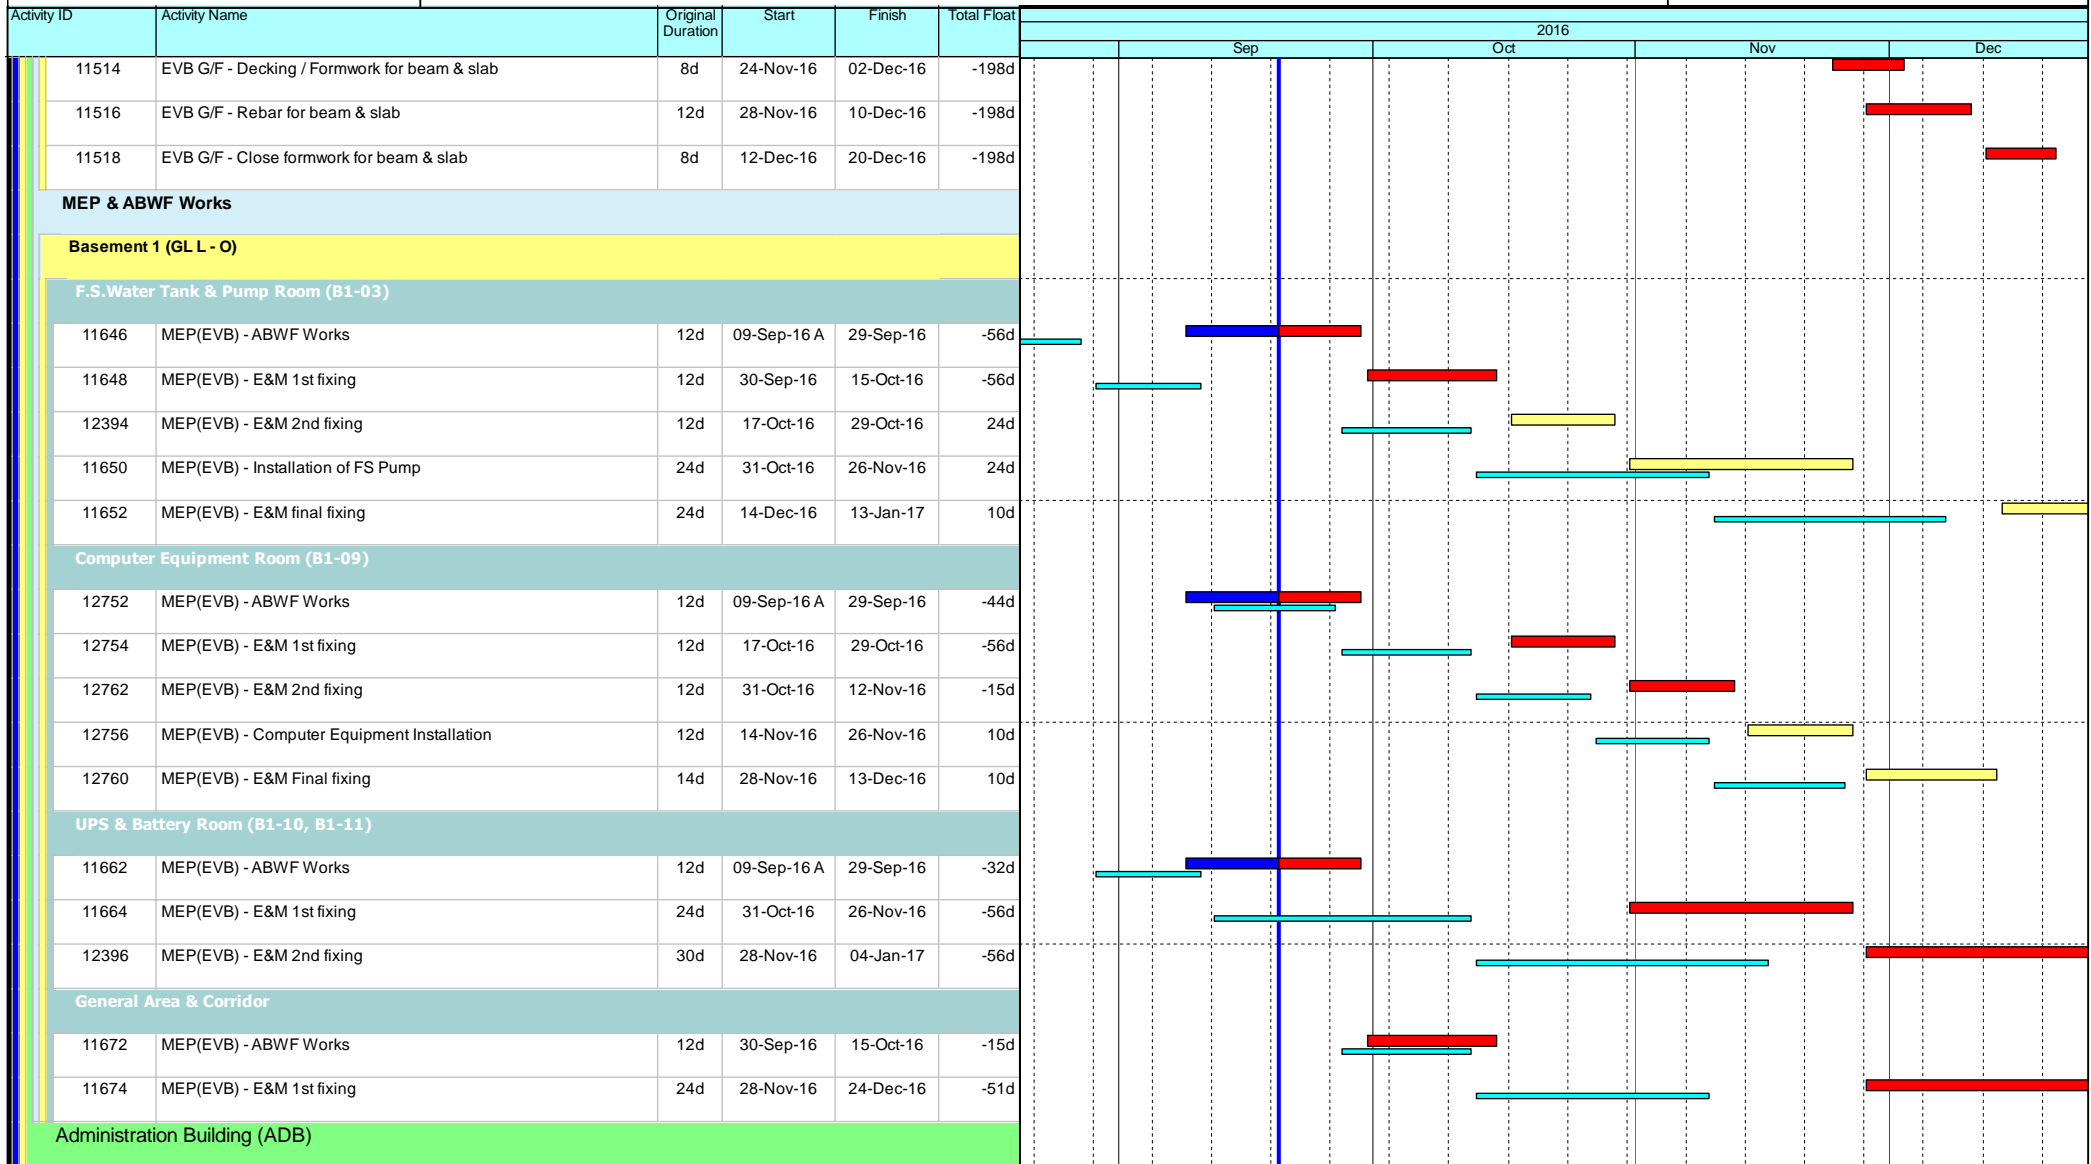 Activity ID Activity Name Original Duration Start Finish Total Float
2016
Sep Oct Nov Dec
11514 EVB G/F - Decking / Formwork for beam & slab 8d 24-Nov-16 02-Dec-16 -198d
11516 EVB G/F - Rebar for beam & slab 12d 28-Nov-16 10-Dec-16 -198d
11518 EVB G/F - Close formwork for beam & slab 8d 12-Dec-16 20-Dec-16 -198d
MEP & ABWF Works
Basement 1 (GL L - O)
F.S.Water Tank & Pump Room (B1-03)
11646 MEP(EVB) - ABWF Works 12d 09-Sep-16 A 29-Sep-16 -56d
11648 MEP(EVB) - E&M 1st fixing 12d 30-Sep-16 15-Oct-16 -56d
12394 MEP(EVB) - E&M 2nd fixing 12d 17-Oct-16 29-Oct-16 24d
11650 MEP(EVB) - Installation of FS Pump 24d 31-Oct-16 26-Nov-16 24d
11652 MEP(EVB) - E&M final fixing 24d 14-Dec-16 13-Jan-17 10d
Computer Equipment Room (B1-09)
12752 MEP(EVB) - ABWF Works 12d 09-Sep-16 A 29-Sep-16 -44d
12754 MEP(EVB) - E&M 1st fixing 12d 17-Oct-16 29-Oct-16 -56d
12762 MEP(EVB) - E&M 2nd fixing 12d 31-Oct-16 12-Nov-16 -15d
12756 MEP(EVB) - Computer Equipment Installation 12d 14-Nov-16 26-Nov-16 10d
12760 MEP(EVB) - E&M Final fixing 14d 28-Nov-16 13-Dec-16 10d
UPS & Battery Room (B1-10, B1-11)
11662 MEP(EVB) - ABWF Works 12d 09-Sep-16 A 29-Sep-16 -32d
11664 MEP(EVB) - E&M 1st fixing 24d 31-Oct-16 26-Nov-16 -56d
12396 MEP(EVB) - E&M 2nd fixing 30d 28-Nov-16 04-Jan-17 -56d
General Area & Corridor
11672 MEP(EVB) - ABWF Works 12d 30-Sep-16 15-Oct-16 -15d
11674 MEP(EVB) - E&M 1st fixing 24d 28-Nov-16 24-Dec-16 -51d
Administration Building (ADB)